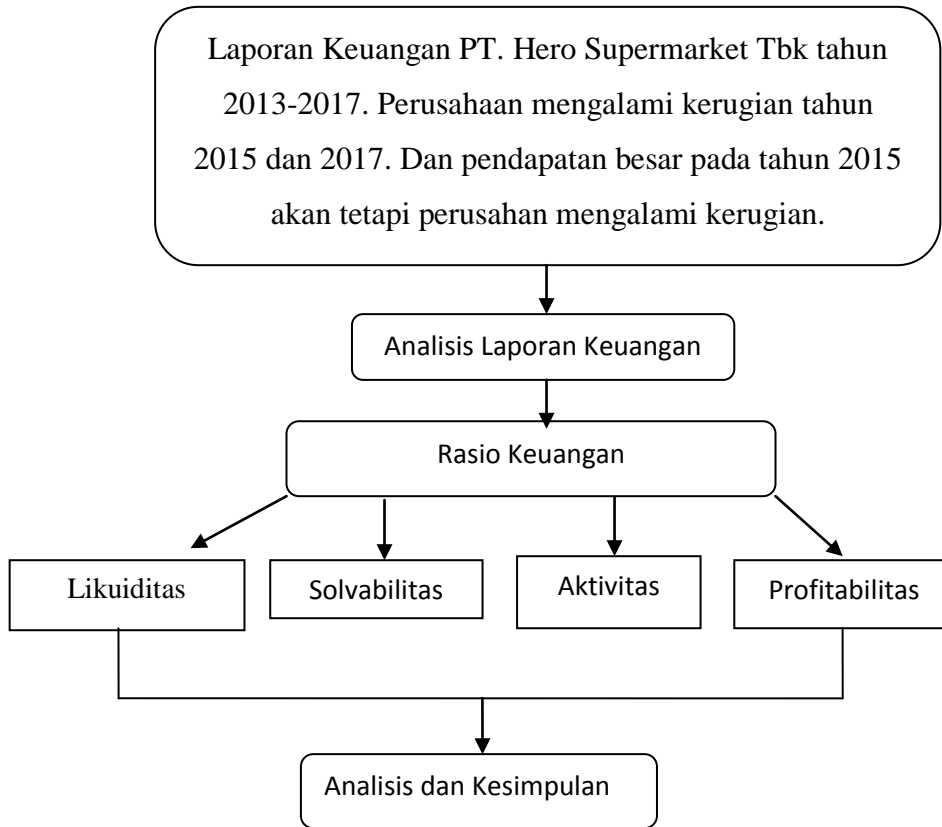 Laporan Keuangan PT. Hero Supermarket Tbk tahun
2013-2017. Perusahaan mengalami kerugian tahun
2015 dan 2017. Dan pendapatan besar pada tahun 2015
akan tetapi perusahan mengalami kerugian.
Analisis Laporan Keuangan
Rasio Keuangan
Likuiditas
Solvabilitas
Aktivitas
Profitabilitas
Analisis dan Kesimpulan